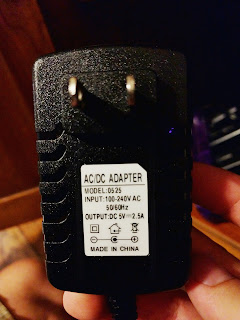 AC/DC ADAPTER
MODEL:0525
INPUT:100-240V AC
50/60Hz
OUTPUT:DC 5V⎓2.5A
MADE IN CHINA